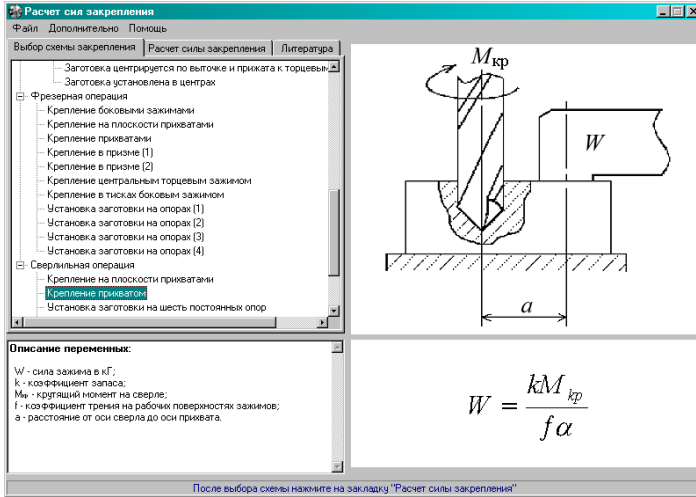 Расчет сил закрепления
Файл Дополнительно Помощь
Выбор схемы закрепления Расчет силы закрепления Литература
Заготовка центрируется по выточке и прижата к торцевым
Заготовка установлена в центрах
Фрезерная операция
Крепление боковыми зажимами
Крепление на плоскости прихватами
Крепление прихватами
Крепление в призме (1)
Крепление в призме (2)
Крепление центральным торцевым зажимом
Крепление в тисках боковым зажимом
Установка заготовки на опорах (1)
Установка заготовки на опорах (2)
Установка заготовки на опорах (3)
Установка заготовки на опорах (4)
Сверлильная операция
Крепление на плоскости прихватами
Крепление прихватом
Установка заготовки на шесть постоянных опор
Mкр
W
a
Описание переменных:
W - сила зажима в кГ;
k - коэффициент запаса;
Mкр - крутящий момент на сверле;
f - коэффициент трения на рабочих поверхностях зажимов;
a - расстояние от оси сверла до оси прихвата.
W = kMкр / fα
После выбора схемы нажмите на закладку "Расчет силы закрепления"